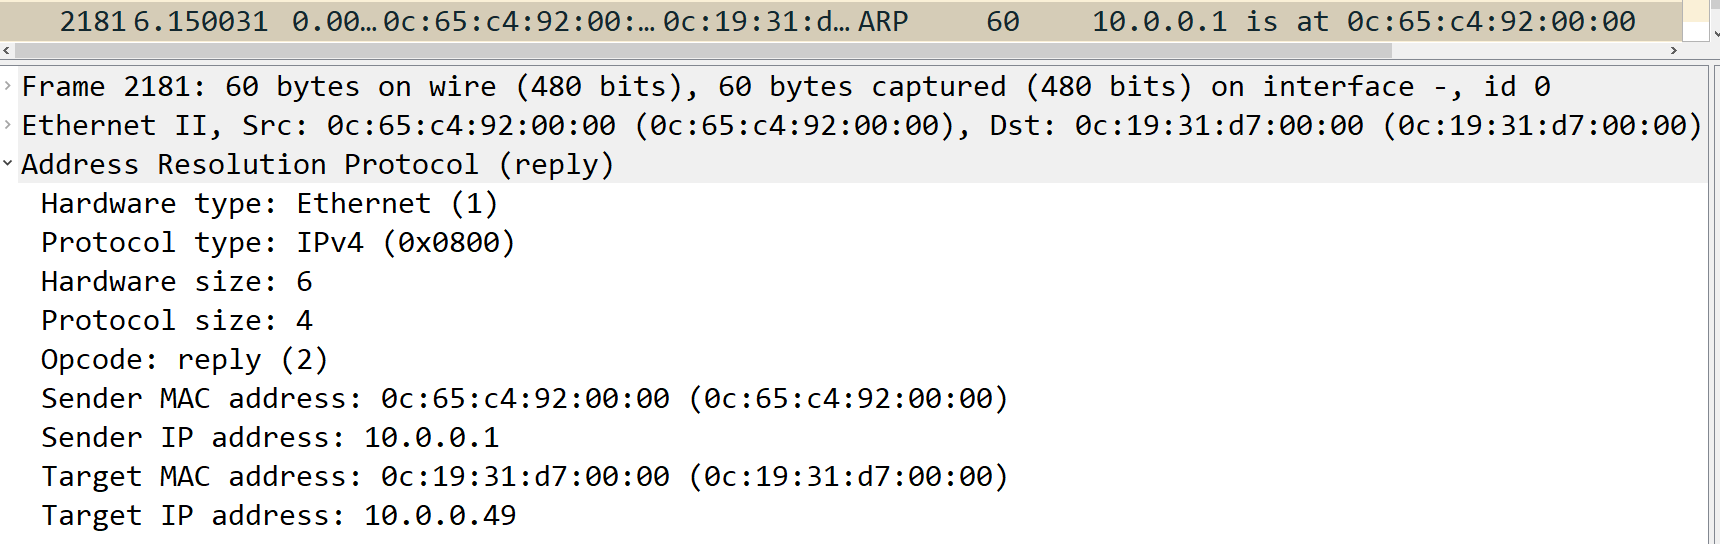 2181 6.150031 0.00… 0c:65:c4:92:00:… 0c:19:31:d… ARP 60 10.0.0.1 is at 0c:65:c4:92:00:00
Frame 2181: 60 bytes on wire (480 bits), 60 bytes captured (480 bits) on interface -, id 0
Ethernet II, Src: 0c:65:c4:92:00:00 (0c:65:c4:92:00:00), Dst: 0c:19:31:d7:00:00 (0c:19:31:d7:00:00)
Address Resolution Protocol (reply)
Hardware type: Ethernet (1)
Protocol type: IPv4 (0x0800)
Hardware size: 6
Protocol size: 4
Opcode: reply (2)
Sender MAC address: 0c:65:c4:92:00:00 (0c:65:c4:92:00:00)
Sender IP address: 10.0.0.1
Target MAC address: 0c:19:31:d7:00:00 (0c:19:31:d7:00:00)
Target IP address: 10.0.0.49